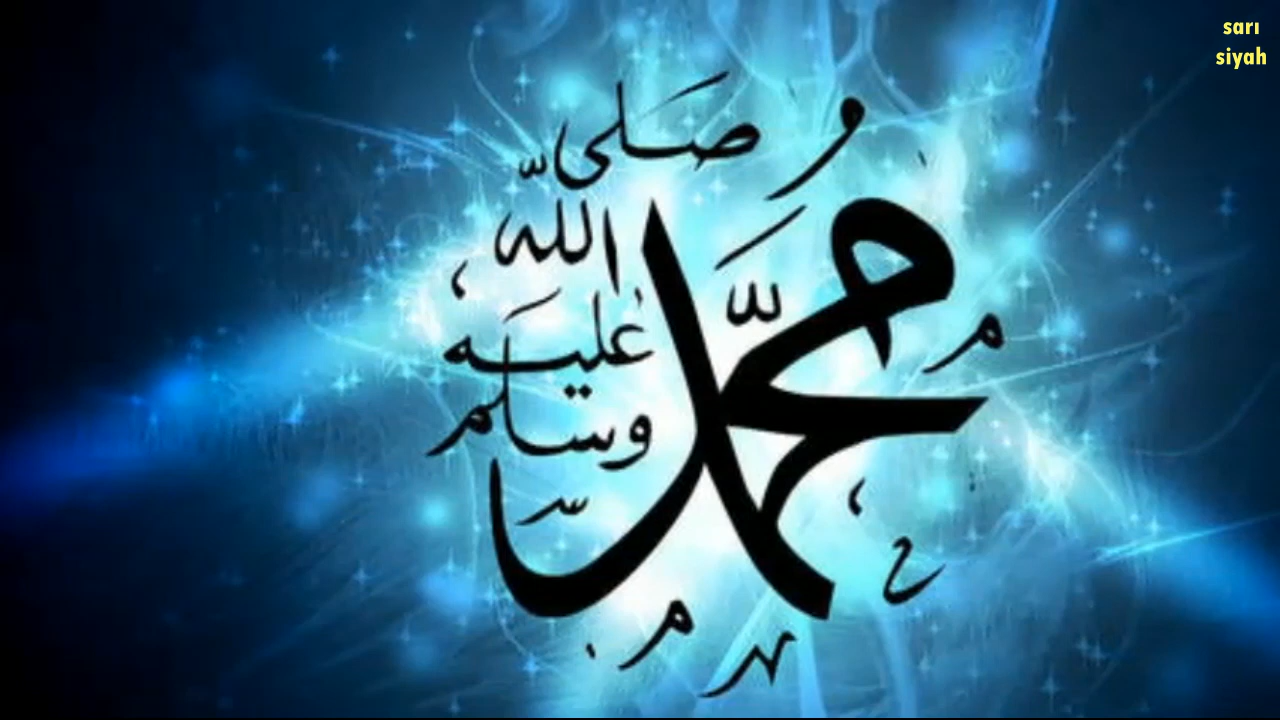 محمد
صلى
الله
عليه
وسلم
sarı
siyah